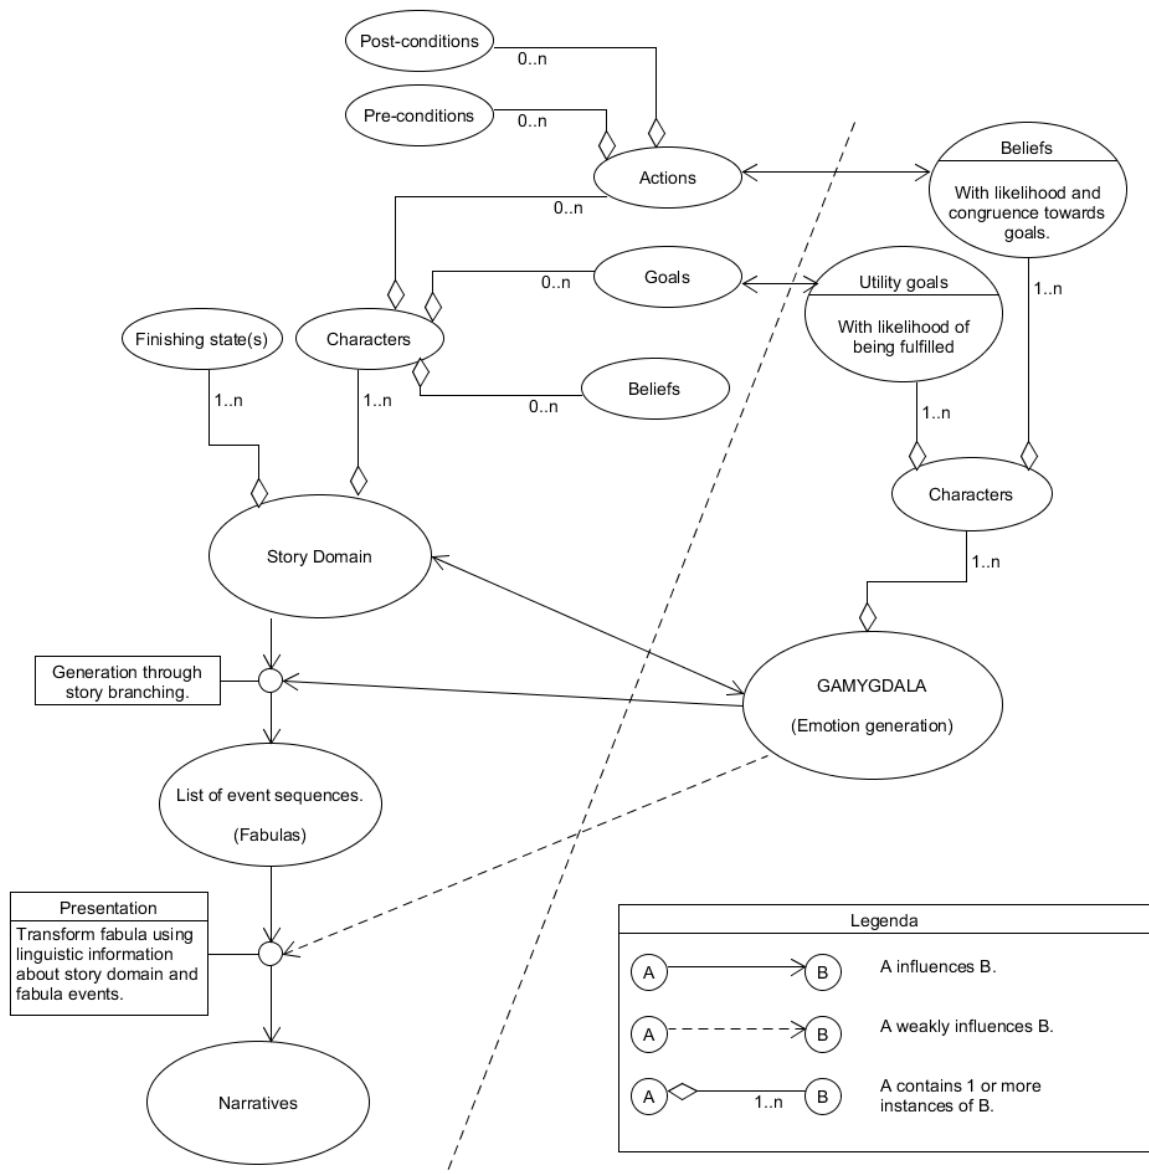 Post-conditions
0..n
Pre-conditions
0..n
Actions
0..n
Beliefs
With likelihood and
congruence towards
goals.
1..n
Goals
0..n
Utility goals
With likelihood of
being fulfilled
1..n
Finishing state(s)
1..n
Characters
1..n
Beliefs
0..n
Characters
1..n
Story Domain
GAMYGDALA
(Emotion generation)
Generation through
story branching.
List of event sequences.
(Fabulas)
Presentation
Transform fabula using
linguistic information
about story domain and
fabula events.
Narratives
Legenda
A
B
A influences B.
A
B
A weakly influences B.
A
1..n
B
A contains 1 or more
instances of B.